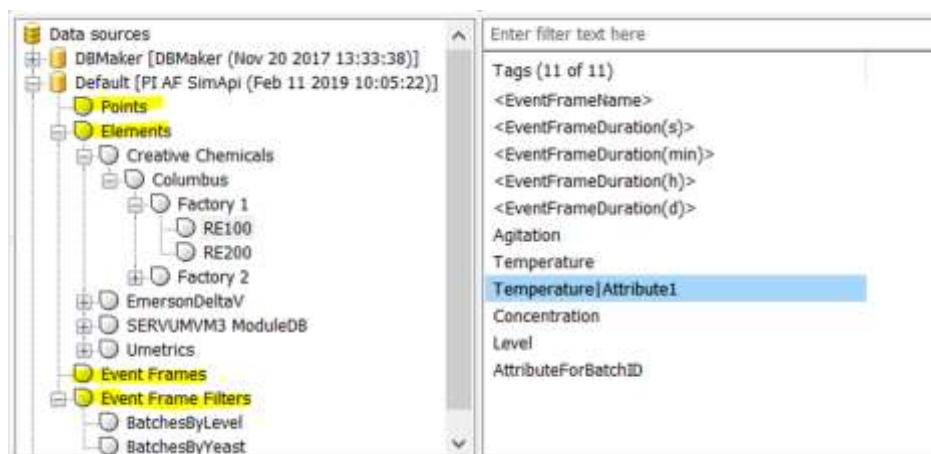 Data sources
DBMaker [DBMaker (Nov 20 2017 13:33:38)]
Default [PI AF SimApi (Feb 11 2019 10:05:22)]
Points
Elements
Creative Chemicals
Columbus
Factory 1
RE100
RE200
Factory 2
EmersonDeltaV
SERVUMVM3 ModuleDB
Umetrics
Event Frames
Event Frame Filters
BatchesByLevel
BatchesByYeast
Enter filter text here
Tags (11 of 11)
<EventFrameName>
<EventFrameDuration(s)>
<EventFrameDuration(min)>
<EventFrameDuration(h)>
<EventFrameDuration(d)>
Agitation
Temperature
Temperature|Attribute1
Concentration
Level
AttributeForBatchID